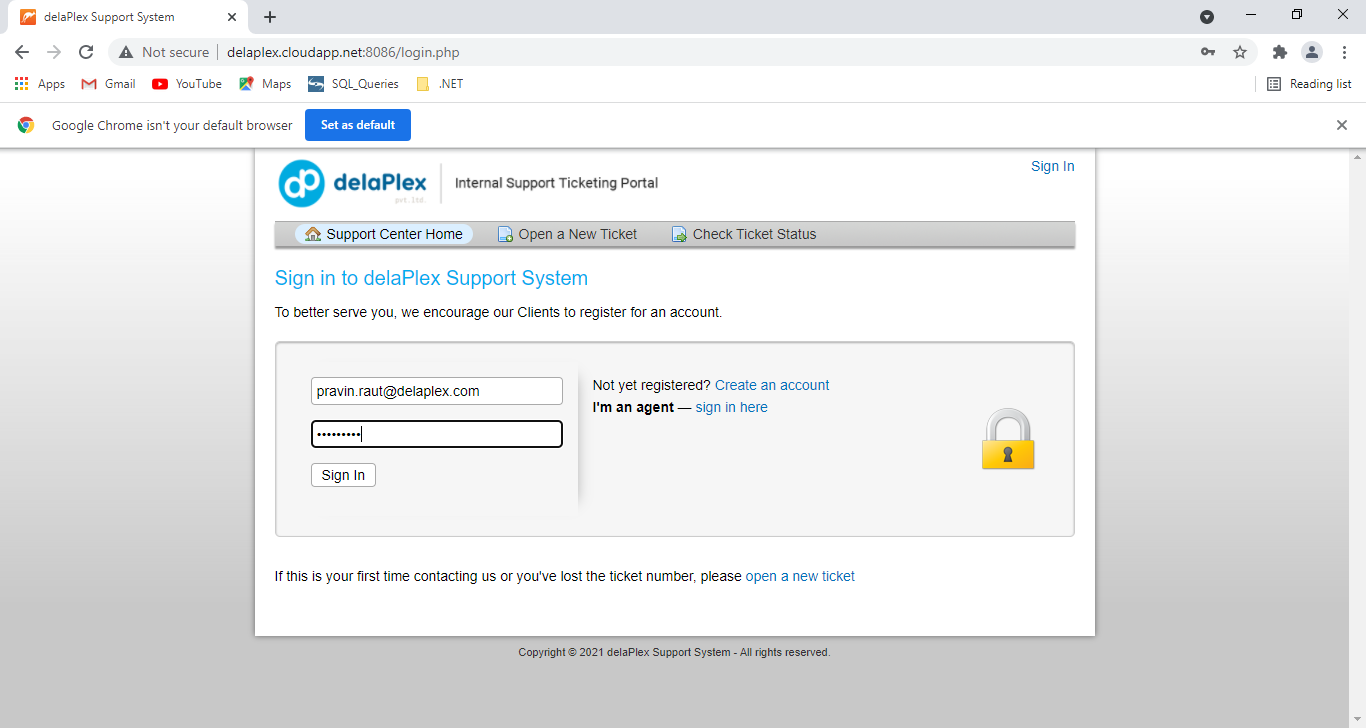 delaPlex Support System
Not secure | delaplex.cloudapp.net:8086/login.php
Apps Gmail YouTube Maps SQL_Queries .NET Reading list
Google Chrome isn't your default browser Set as default
Sign In
delaPlex Internal Support Ticketing Portal
pvt.ltd.
Support Center Home Open a New Ticket Check Ticket Status
Sign in to delaPlex Support System
To better serve you, we encourage our Clients to register for an account.
pravin.raut@delaplex.com Not yet registered? Create an account
I'm an agent — sign in here
•••••••••
Sign In
If this is your first time contacting us or you've lost the ticket number, please open a new ticket
Copyright © 2021 delaPlex Support System - All rights reserved.